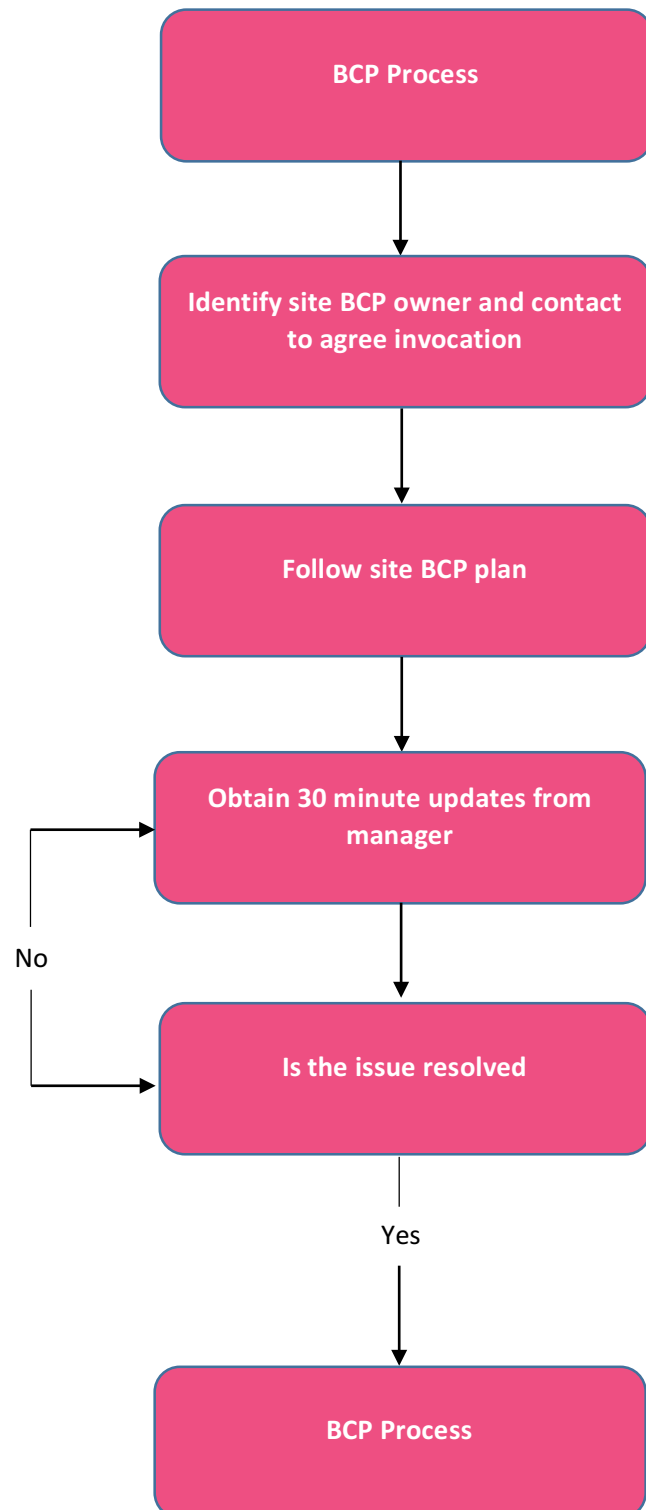 BCP Process
Identify site BCP owner and contact
to agree invocation
Follow site BCP plan
Obtain 30 minute updates from
manager
No
Is the issue resolved
Yes
BCP Process